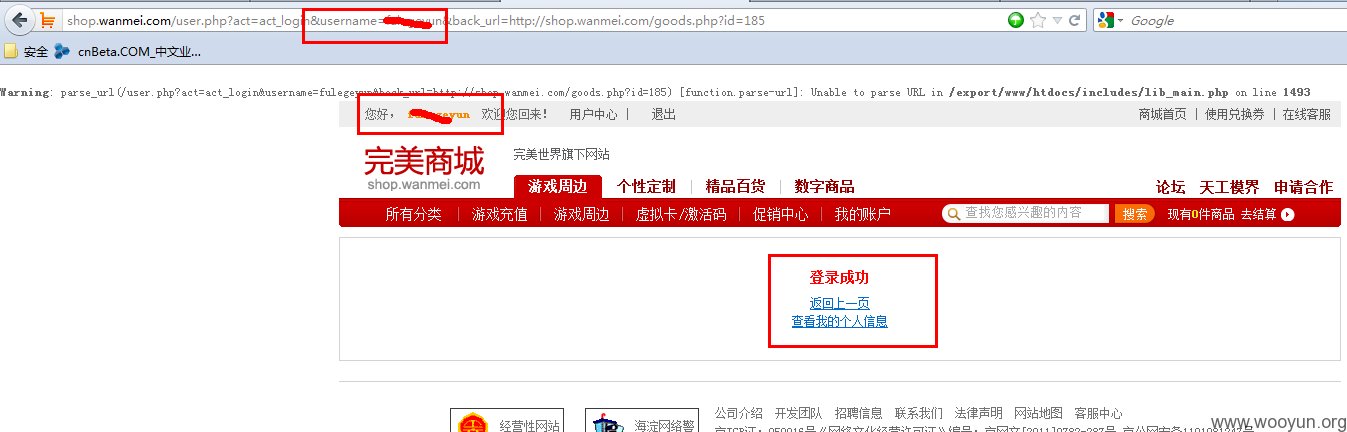 shop.wanmei.com/user.php?act=act_login&username= &back_url=http://shop.wanmei.com/goods.php?id=185
Google
安全 cnBeta.COM_中文业...
Warning: parse_url(/user.php?act=act_login&username=fulegeyun&back_url=http://shop.wanmei.com/goods.php?id=185) [function.parse-url]: Unable to parse URL in /export/www/htdocs/includes/lib_main.php on line 1493
您好, 欢迎您回来! 用户中心 | 退出
商城首页 | 使用兑换券 | 在线客服
完美商城
shop.wanmei.com
完美世界旗下网站
游戏周边 个性定制 | 精品百货 | 数字商品
论坛 天工模界 申请合作
所有分类 | 游戏充值 | 游戏周边 | 虚拟卡/激活码 | 促销中心 | 我的账户
查找您感兴趣的内容 搜索 现有0件商品 去结算
登录成功
返回上一页
查看我的个人信息
经营性网站
海淀网络警
公司介绍 开发团队 招聘信息 联系我们 法律声明 网站地图 客服中心
www.wooyun.org